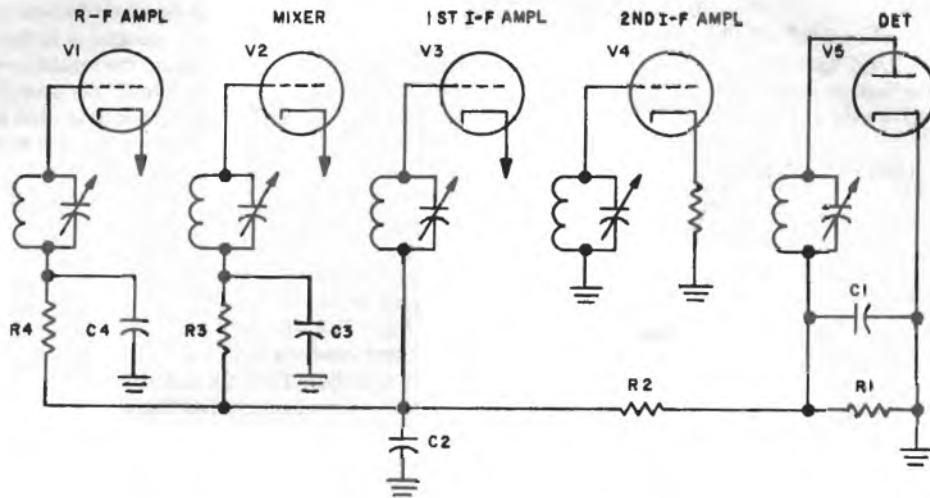 R-F AMPL
MIXER
1ST I-F AMPL
2ND I-F AMPL
DET
V1
V2
V3
V4
V5
R4
C4
R3
C3
C2
R2
C1
R1